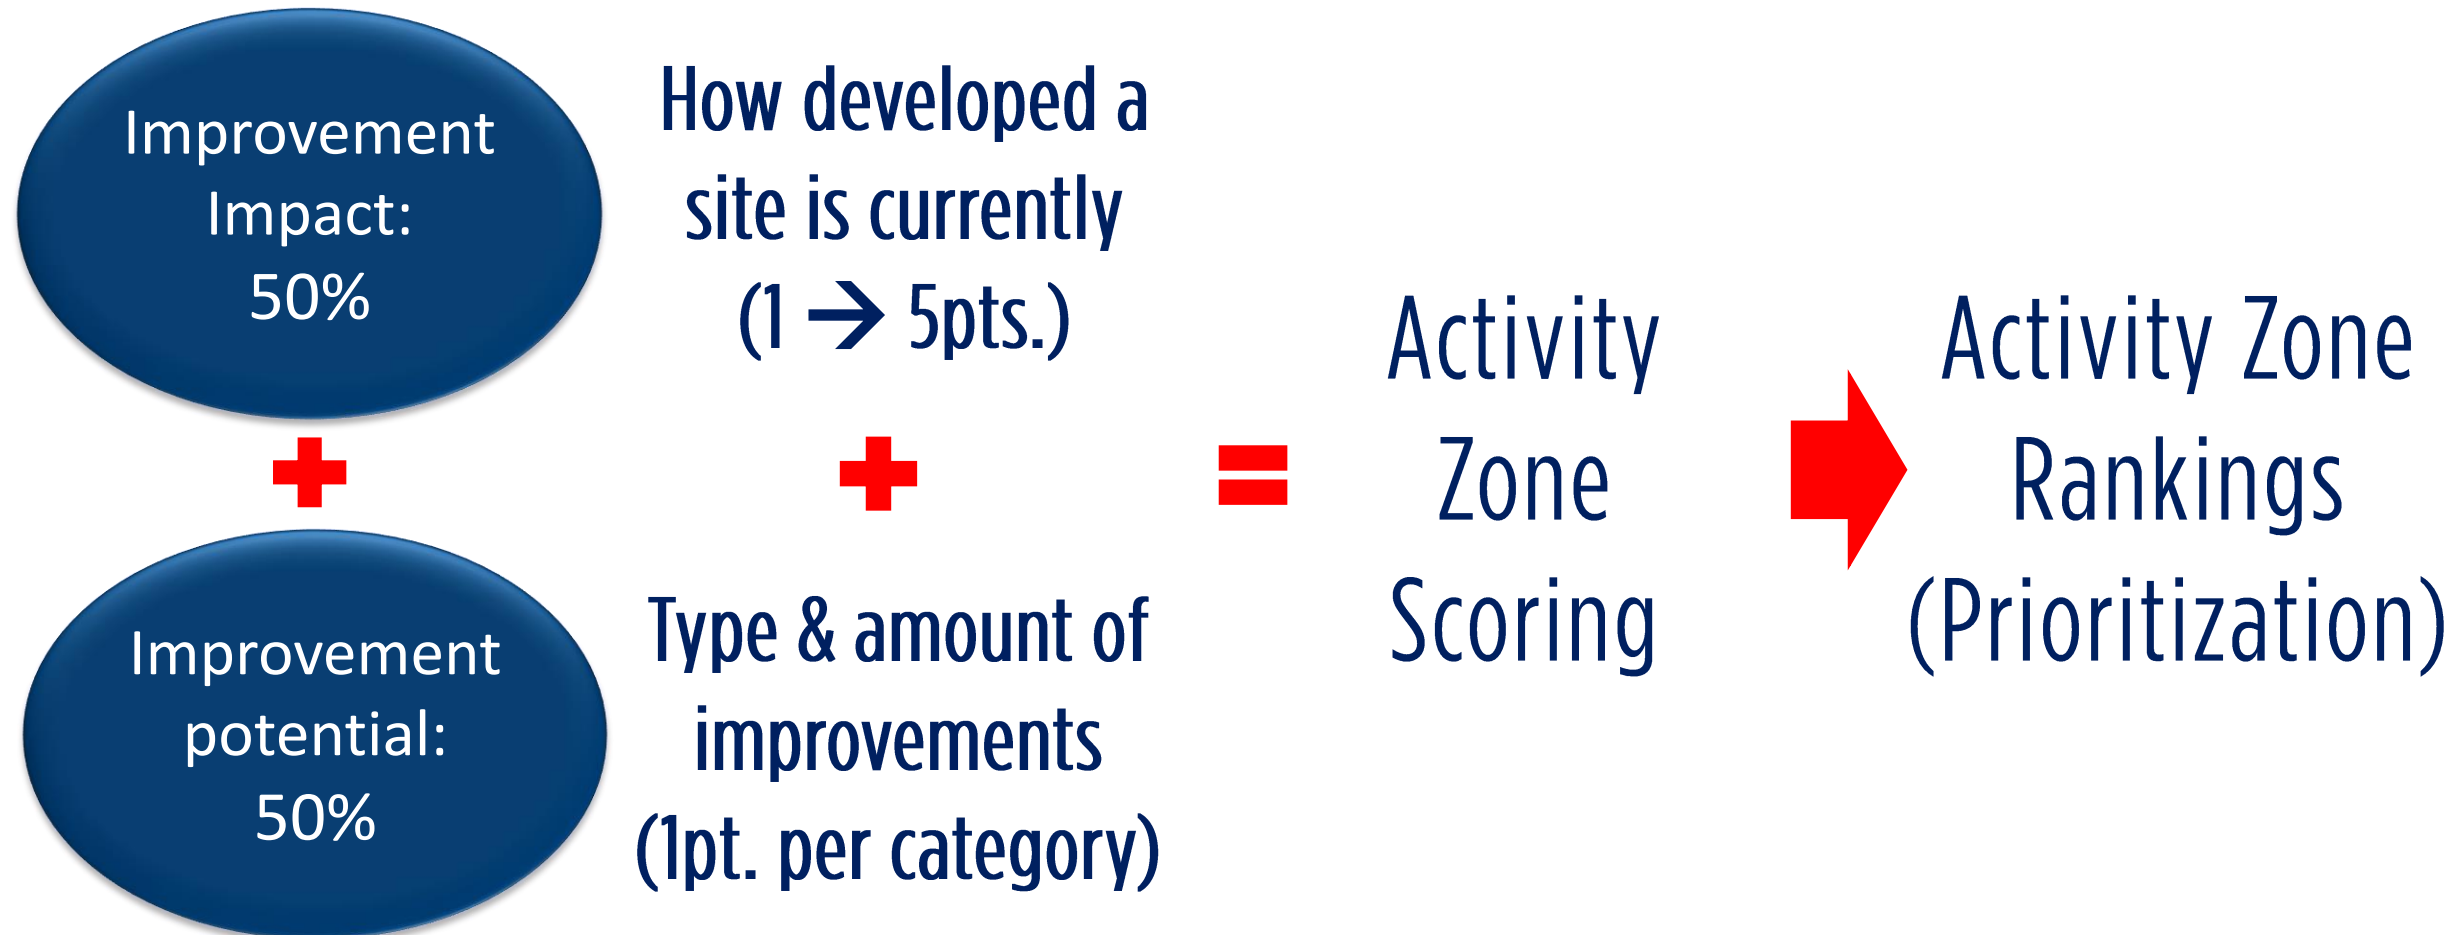 Improvement
Impact:
50%
How developed a
site is currently
(1 → 5pts.)
Improvement
potential:
50%
Type & amount of
improvements
(1pt. per category)
Activity
Zone
Scoring
Activity Zone
Rankings
(Prioritization)